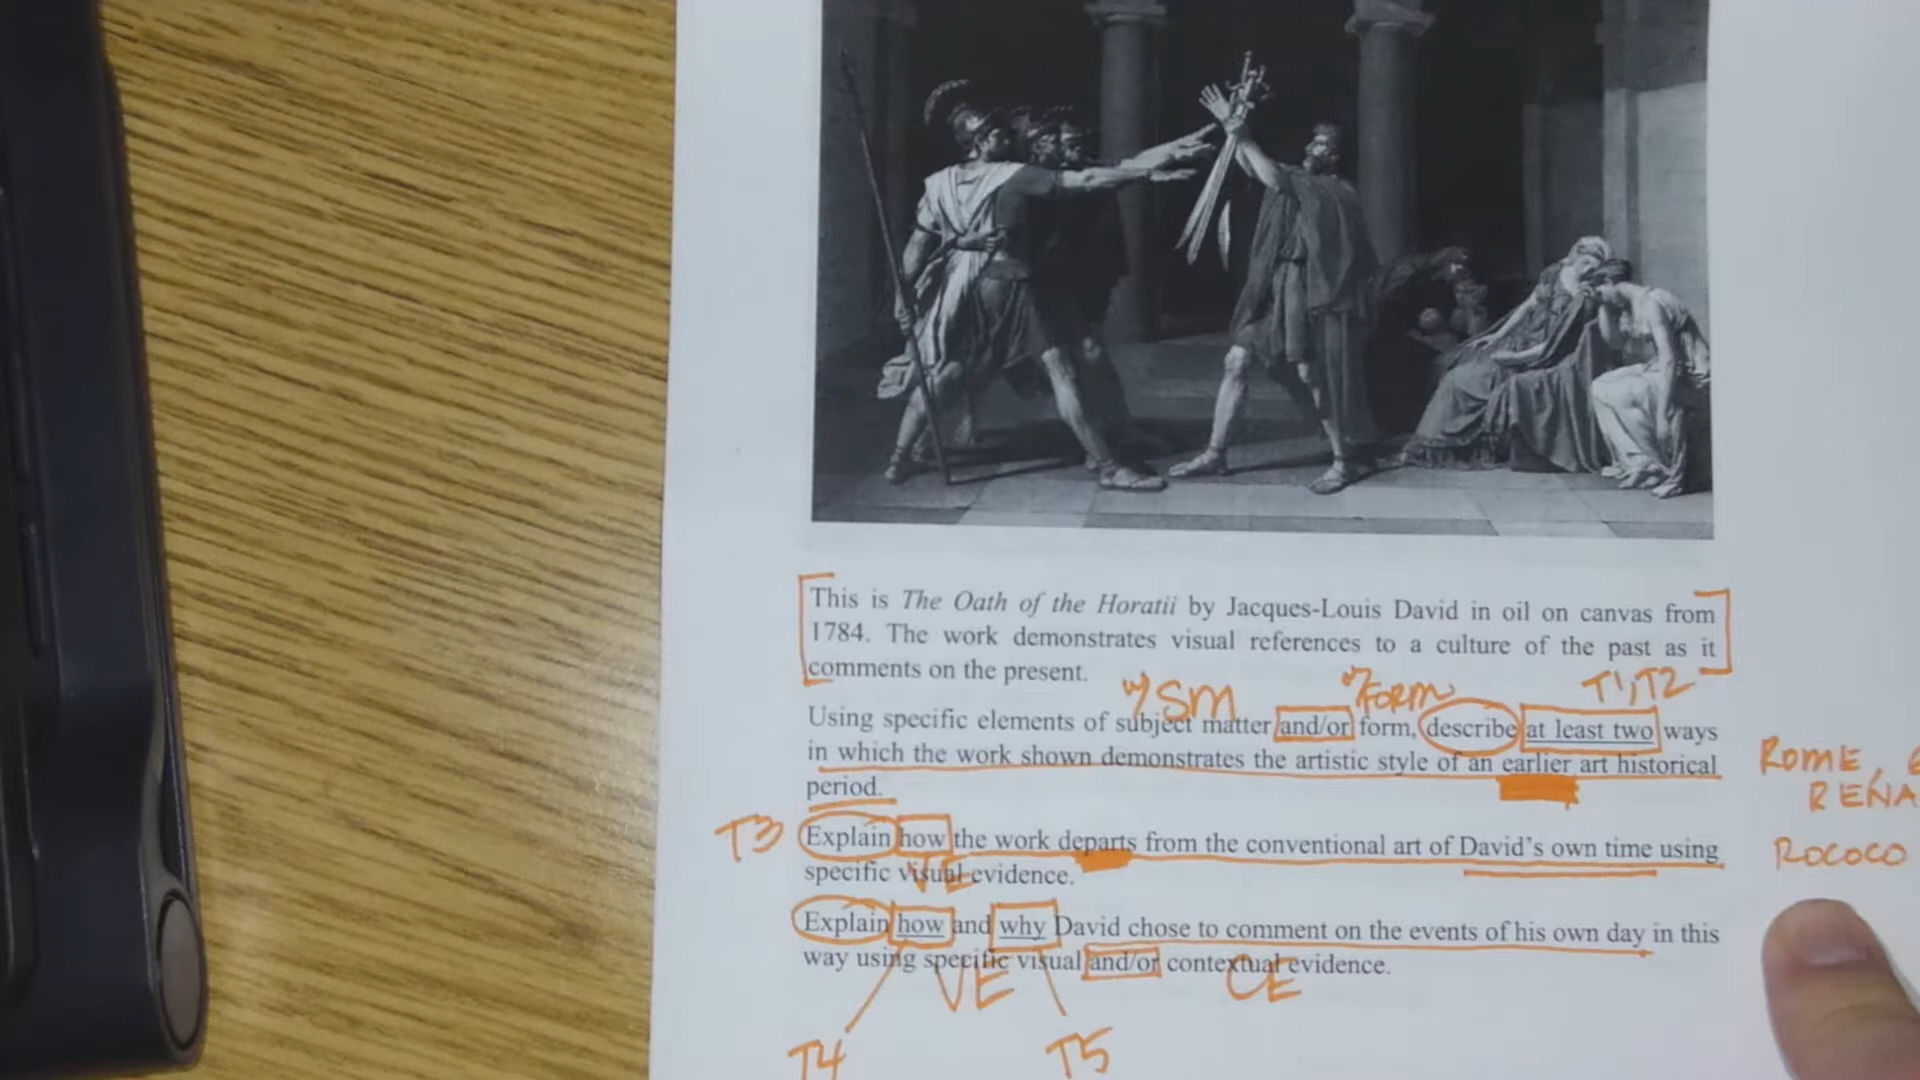 This is The Oath of the Horatii by Jacques-Louis David in oil on canvas from
1784. The work demonstrates visual references to a culture of the past as it
comments on the present.
w/ SM w/ FORM T1, T2
Using specific elements of subject matter and/or form, describe at least two ways
in which the work shown demonstrates the artistic style of an earlier art historical
period.
ROME,
RENA
T3 Explain how the work departs from the conventional art of David's own time using
ROCOCO
specific visual evidence.
VE
Explain how and why David chose to comment on the events of his own day in this
way using specific visual and/or contextual evidence.
VE CE
T4 T5